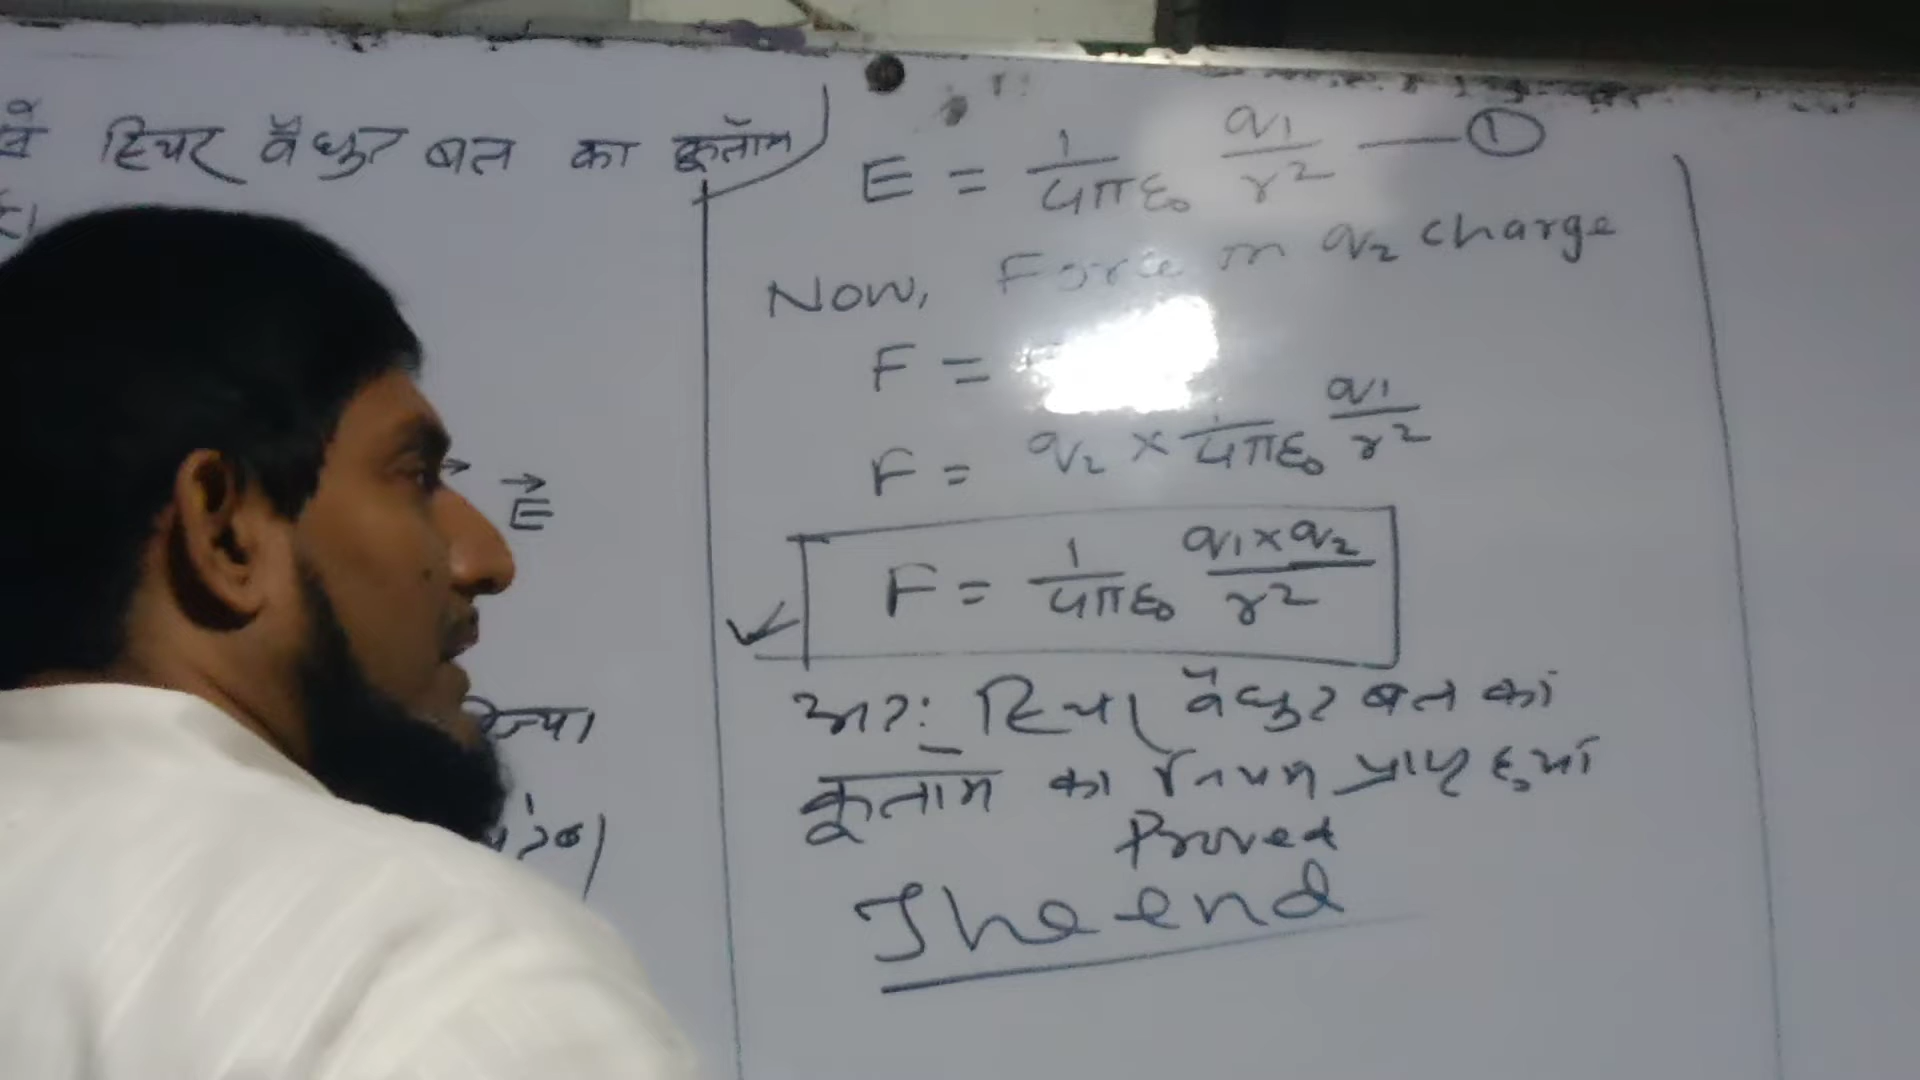 स्थिर वैधुत बल का कूलॉम
E = 1/4πε₀ q₁/r² —— ①
Now, Force on q₂ charge
F =
F = q₂ × 1/4πε₀ q₁/r²
F = 1/4πε₀ q₁×q₂/r²
E⃗
अत: स्थिर वैधुत बल का
कूलॉम का नियम प्राप्त हुआ
Proved
The end